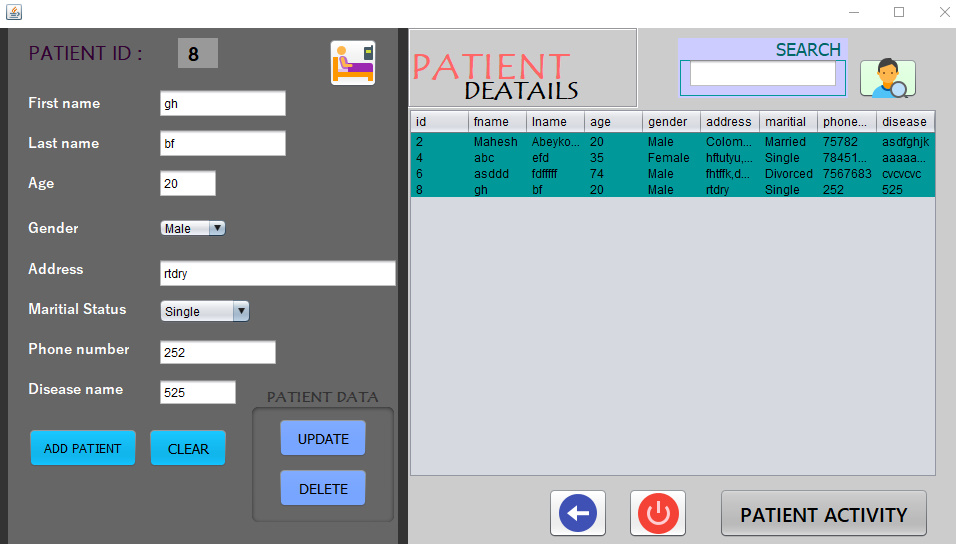 PATIENT ID : 8
First name gh
Last name bf
Age 20
Gender Male
Address rtdry
Maritial Status Single
Phone number 252
Disease name 525
PATIENT DATA
ADD PATIENT CLEAR
UPDATE
DELETE
PATIENT
DEATAILS
SEARCH
id fname lname age gender address maritial phone... disease
2 Mahesh Abeyko... 20 Male Colom... Married 75782 asdfghjk
4 abc efd 35 Female hftutyu,... Single 78451... aaaaa...
6 asddd fdfffff 74 Male fhtffk,d... Divorced 7567683 cvcvcvc
8 gh bf 20 Male rtdry Single 252 525
PATIENT ACTIVITY